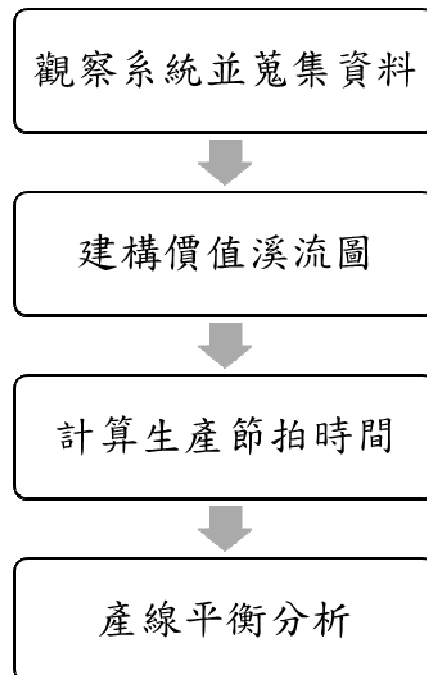 觀察系統並蒐集資料
建構價值溪流圖
計算生產節拍時間
產線平衡分析